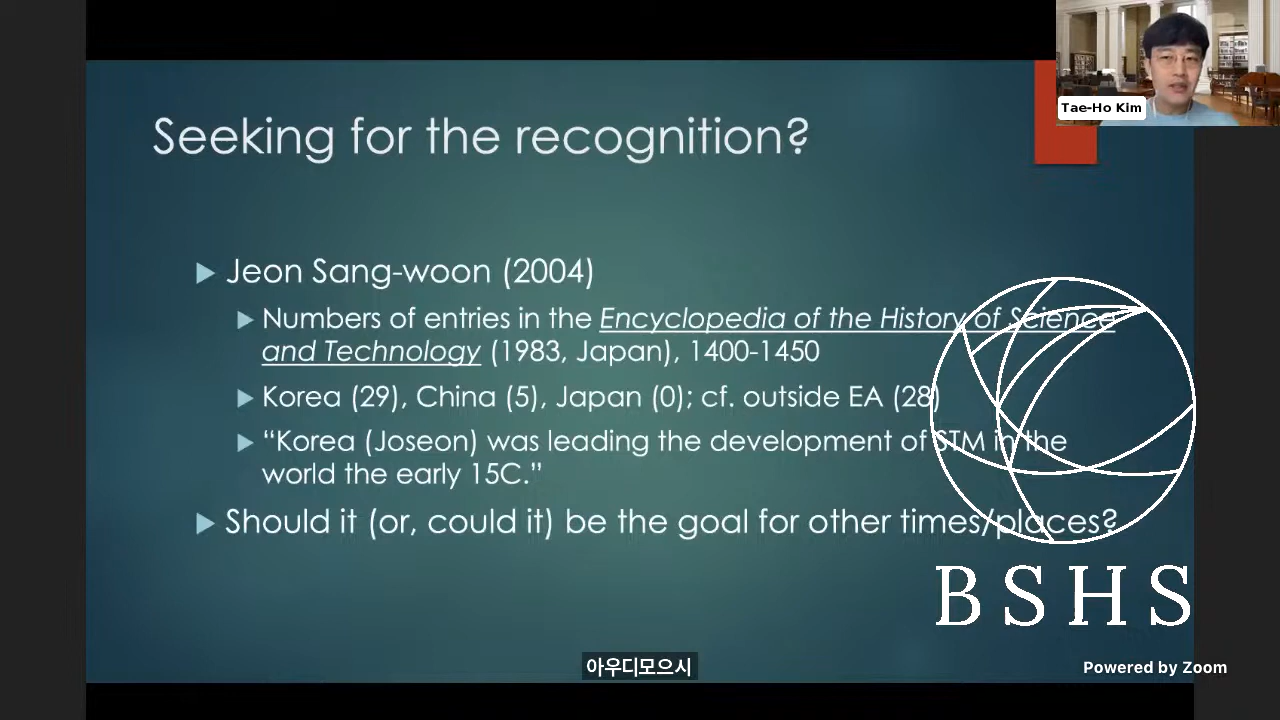 Tae-Ho Kim
Seeking for the recognition?
Jeon Sang-woon (2004)
Numbers of entries in the Encyclopedia of the History of Science
and Technology (1983, Japan), 1400-1450
Korea (29), China (5), Japan (0); cf. outside EA (28)
“Korea (Joseon) was leading the development of STM in the
world the early 15C.”
Should it (or, could it) be the goal for other times/places?
BSHS
아우디모으시
Powered by Zoom